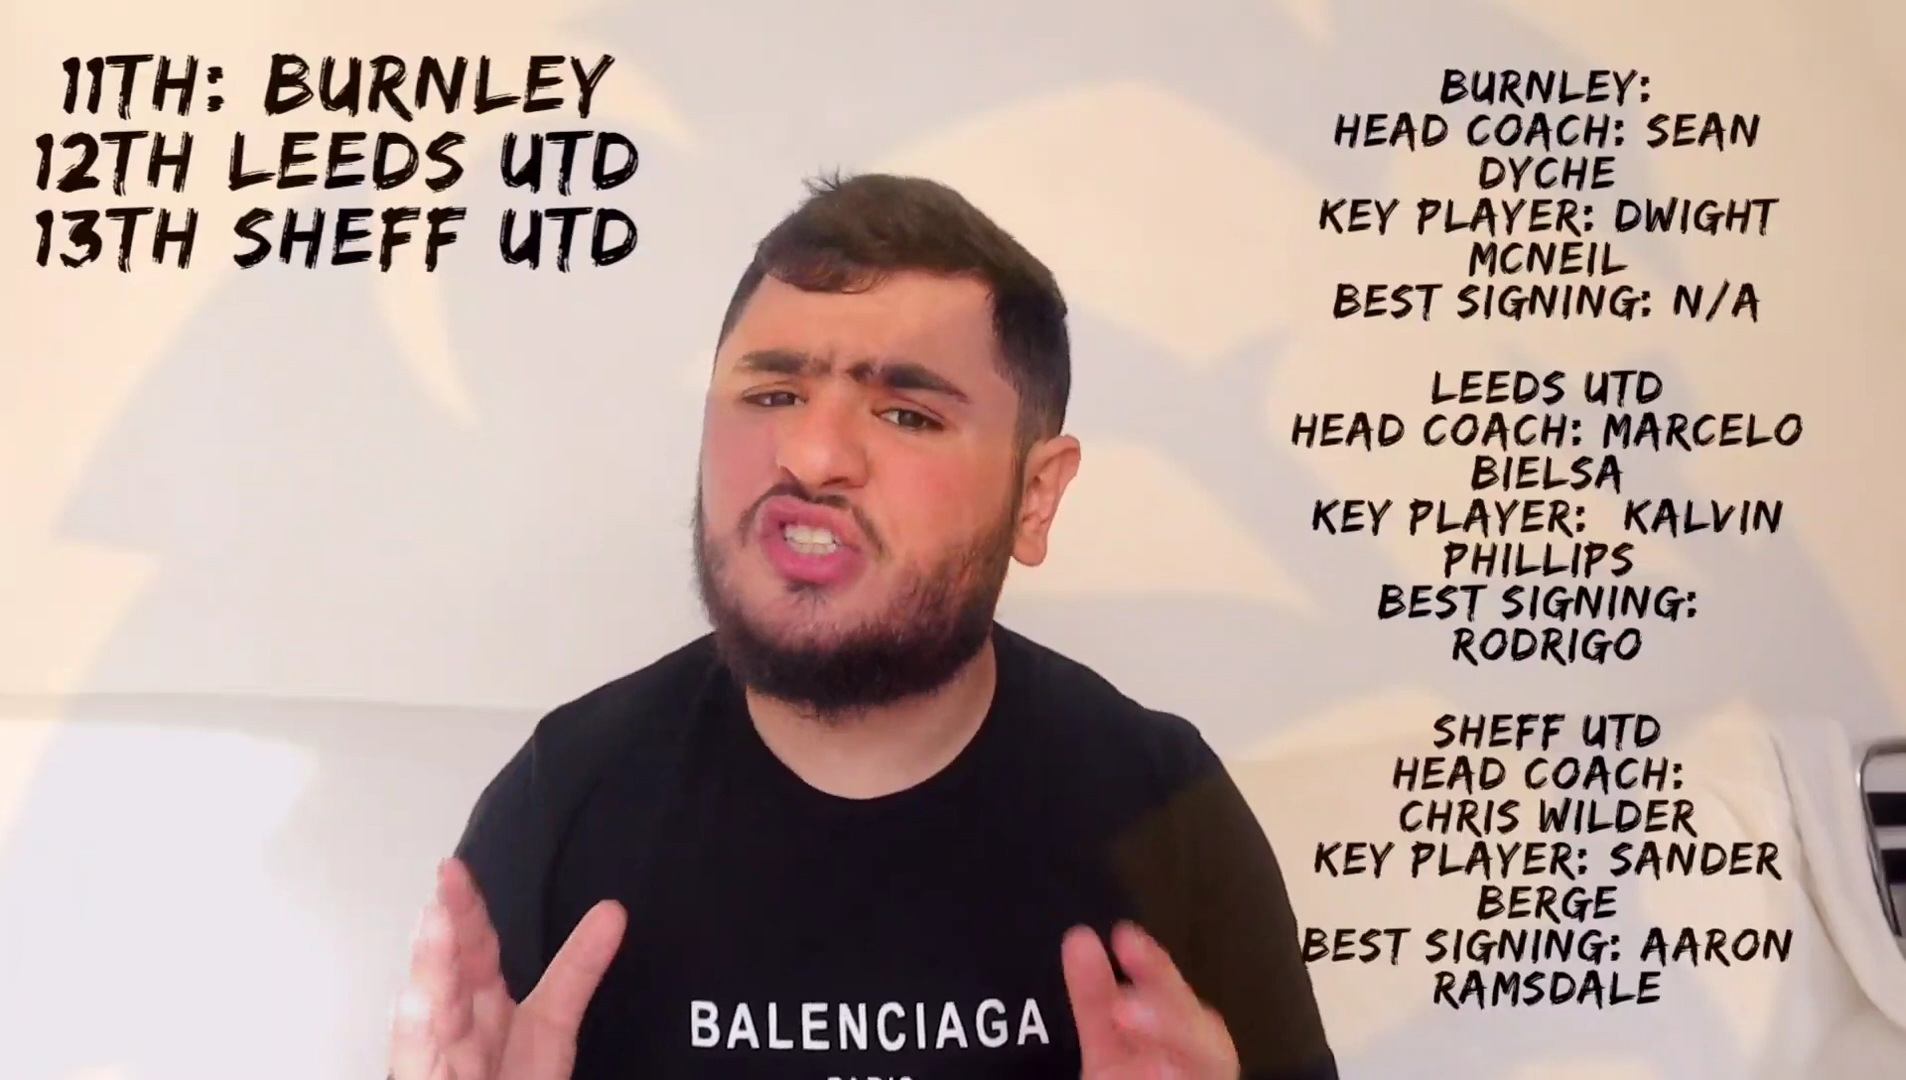 11TH: BURNLEY
12TH LEEDS UTD
13TH SHEFF UTD
BURNLEY:
HEAD COACH: SEAN
DYCHE
KEY PLAYER: DWIGHT
MCNEIL
BEST SIGNING: N/A
LEEDS UTD
HEAD COACH: MARCELO
BIELSA
KEY PLAYER: KALVIN
PHILLIPS
BEST SIGNING:
RODRIGO
SHEFF UTD
HEAD COACH:
CHRIS WILDER
KEY PLAYER: SANDER
BERGE
BEST SIGNING: AARON
RAMSDALE
BALENCIAGA